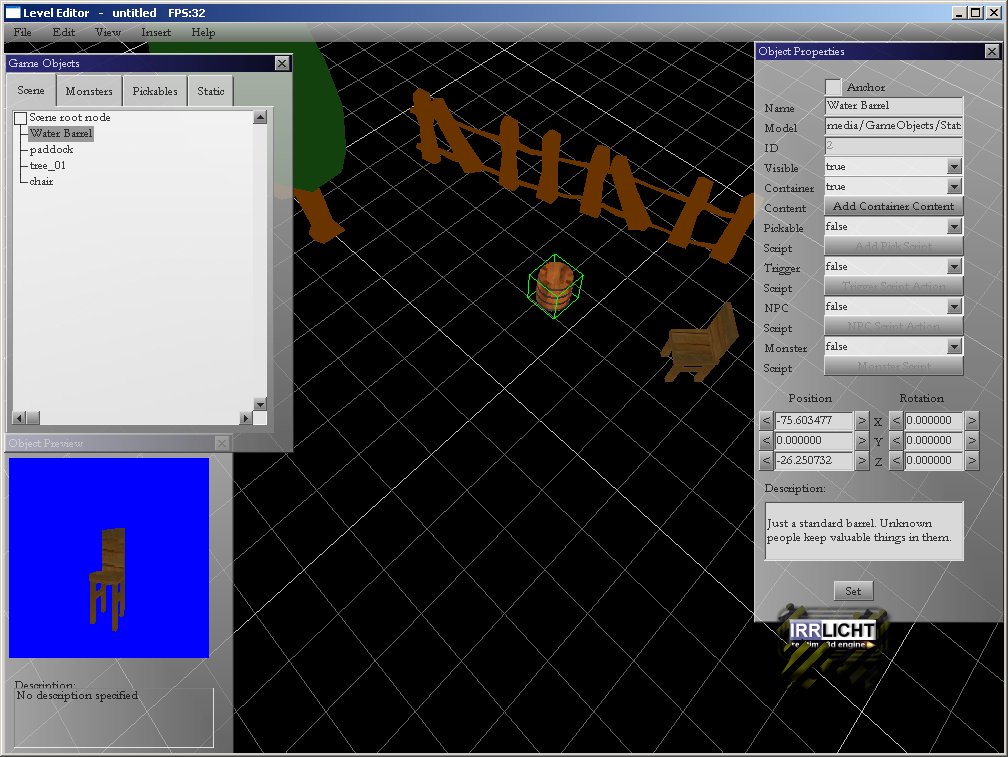 Level Editor - untitled FPS:32
File Edit View Insert Help
Game Objects
Scene Monsters Pickables Static
Scene root node
Water Barrel
paddock
tree_01
chair
Object Preview
Description:
No description specified
Object Properties
Anchor
Name Water Barrel
Model media/GameObjects/Stat
ID 2
Visible true
Container true
Content Add Container Content
Pickable false
Script Add Pick Script
Trigger false
Script Trigger Script Action
NPC false
Script NPC Script Action
Monster false
Script Monster Script
Position Rotation
< -75.603477 > X < 0.000000 >
< 0.000000 > Y < 0.000000 >
< -26.250732 > Z < 0.000000 >
Description:
Just a standard barrel. Unknown
people keep valuable things in them.
Set
IRRLICHT
3d engine